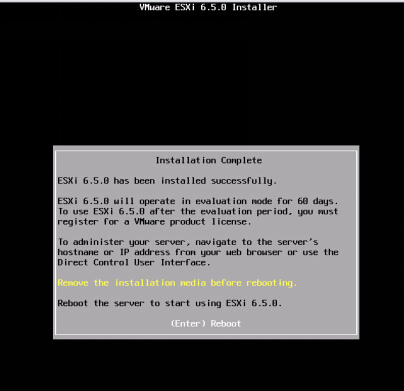 VMware ESXi 6.5.0 Installer
Installation Complete
ESXi 6.5.0 has been installed successfully.
ESXi 6.5.0 will operate in evaluation mode for 60 days.
To use ESXi 6.5.0 after the evaluation period, you must
register for a VMware product license.
To administer your server, navigate to the server's
hostname or IP address from your web browser or use the
Direct Control User Interface.
Remove the installation media before rebooting.
Reboot the server to start using ESXi 6.5.0.
(Enter) Reboot